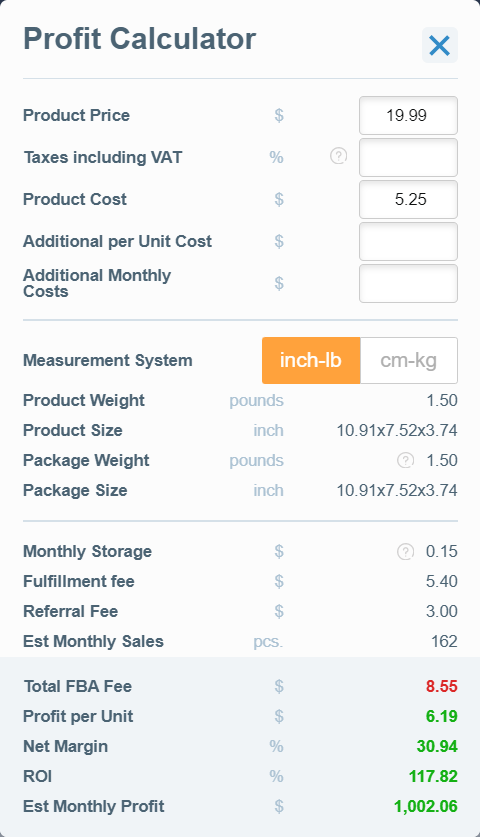 Profit Calculator
Product Price $ 19.99
Taxes including VAT % ?
Product Cost $ 5.25
Additional per Unit Cost $
Additional Monthly
Costs $
Measurement System inch-lb cm-kg
Product Weight pounds 1.50
Product Size inch 10.91x7.52x3.74
Package Weight pounds ? 1.50
Package Size inch 10.91x7.52x3.74
Monthly Storage $ ? 0.15
Fulfillment fee $ 5.40
Referral Fee $ 3.00
Est Monthly Sales pcs. 162
Total FBA Fee $ 8.55
Profit per Unit $ 6.19
Net Margin % 30.94
ROI % 117.82
Est Monthly Profit $ 1,002.06